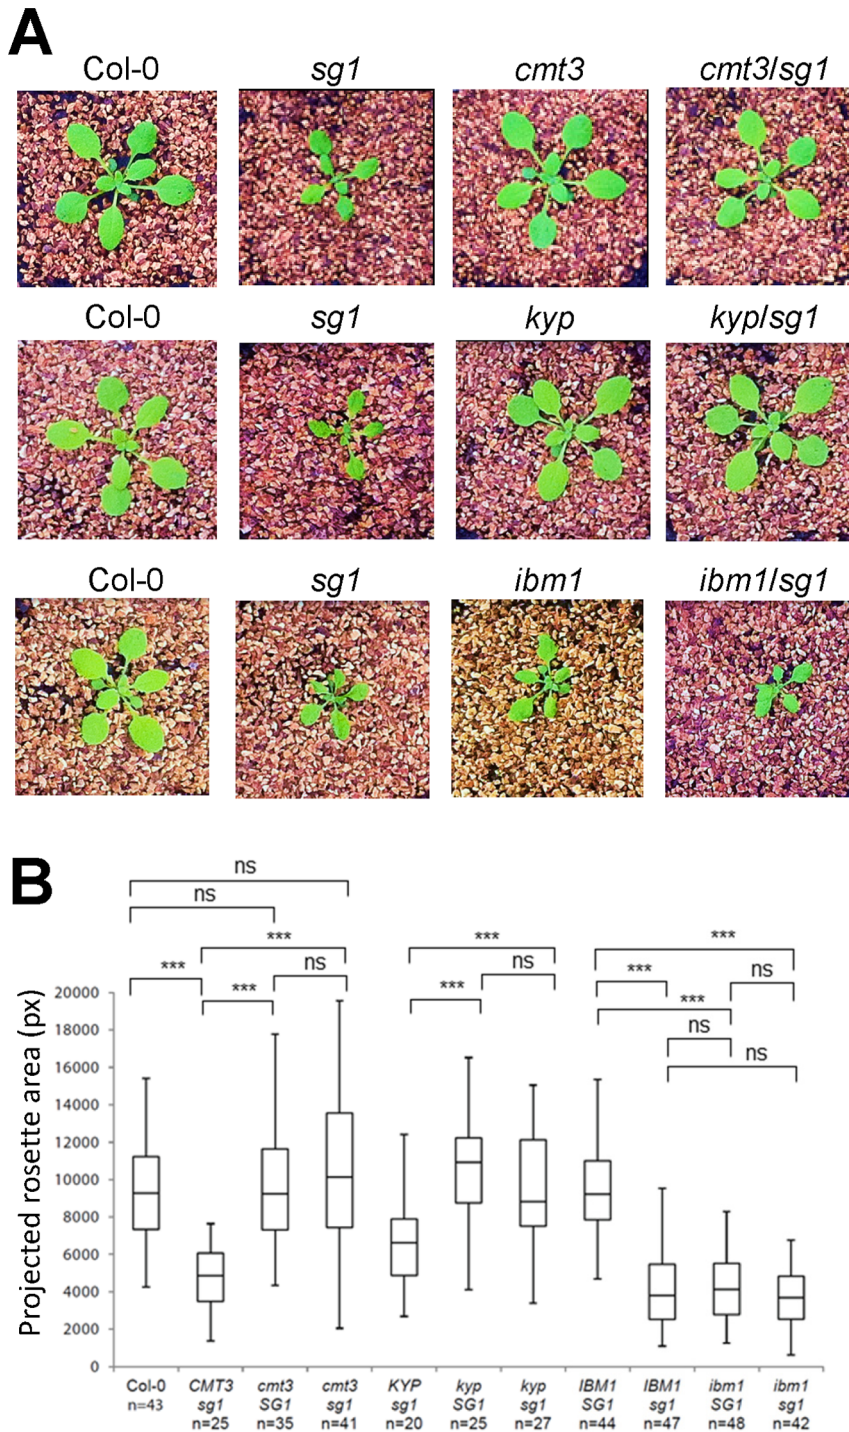 A
Col-0 sg1 cmt3 cmt3/sg1
Col-0 sg1 kyp kyp/sg1
Col-0 sg1 ibm1 ibm1/sg1
B
ns
ns
*** *** ns *** ns *** *** ns
*** *** *** ns
ns
Projected rosette area (px)
20000
18000
16000
14000
12000
10000
8000
6000
4000
2000
0
Col-0 CMT3 cmt3 cmt3 KYP kyp kyp IBM1 IBM1 ibm1 ibm1
n=43 sg1 SG1 sg1 sg1 SG1 sg1 SG1 sg1 SG1 sg1
n=25 n=35 n=41 n=20 n=25 n=27 n=44 n=47 n=48 n=42